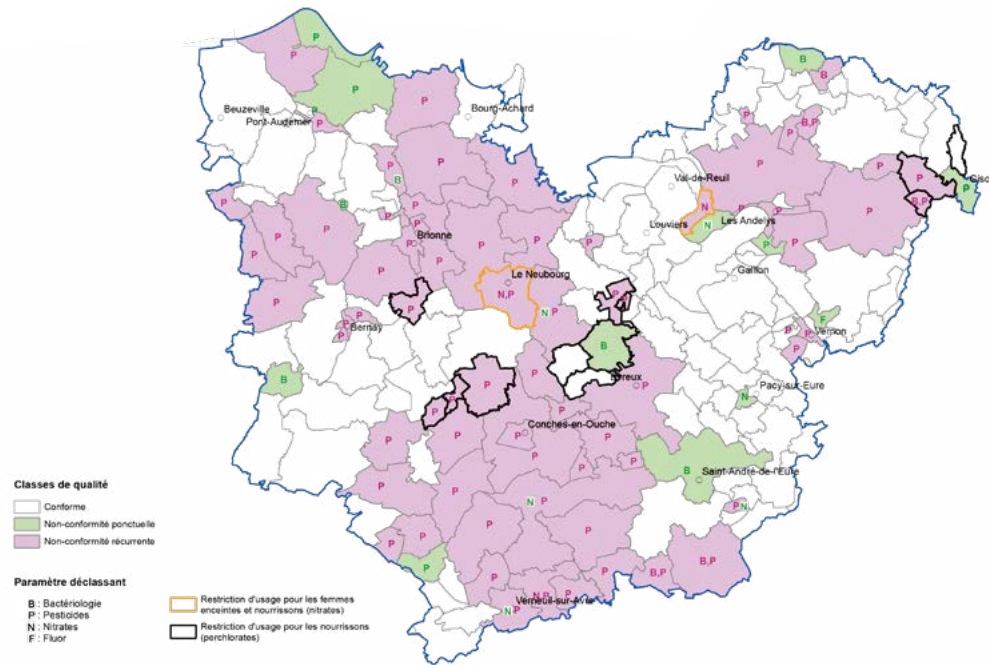 P
P
P
B
B
Beuzeville
P
P
Bourg-Achard
Pont-Audemer
P
P
B,P
P
P
P
P
P
P
B
P
Val-de-Reuil
P
P
P
P
B
P
P
N
B,P
Gisors
P
P
Louviers
N
Les Andelys
P
P
P
P
Brionne
P
P
P
P
P
P
P
Gaillon
Le Neubourg
N,P
P
P
P
N
P
F
P
Bernay
P
P
P
Vernon
B
P
B
P
P
P
P
Evreux
P
N
Pacy-sur-Eure
P
Conches-en-Ouche
P
P
P
P
P
P
B
Saint-André-de-l'Eure
P
N
P
P
N
P
P
P
P
P
P
P
P
B,P
B,P
N,P
P
P
N
P
Verneuil-sur-Avre
Classes de qualité
Conforme
Non-conformité ponctuelle
Non-conformité récurrente
Paramètre déclassant
B : Bactériologie
P : Pesticides
N : Nitrates
F : Fluor
Restriction d'usage pour les femmes
enceintes et nourrissons (nitrates)
Restriction d'usage pour les nourrissons
(perchlorates)